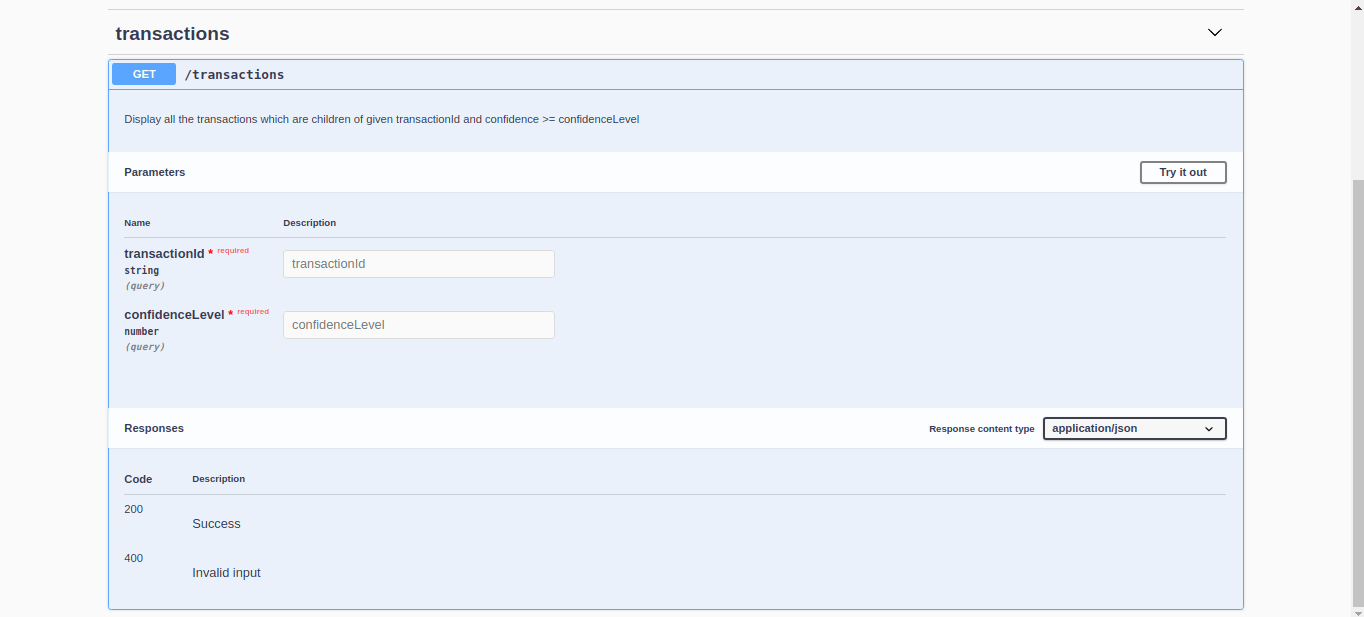 transactions
GET /transactions
Display all the transactions which are children of given transactionId and confidence >= confidenceLevel
Parameters Try it out
Name Description
transactionId * required transactionId
string
(query)
confidenceLevel * required confidenceLevel
number
(query)
Responses Response content type application/json
Code Description
200
Success
400
Invalid input